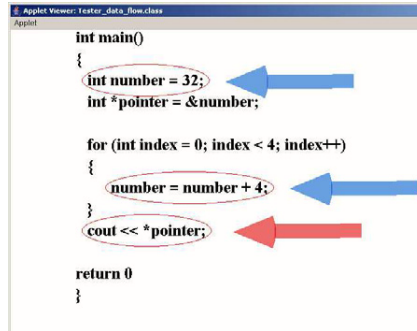 Applet Viewer: Tester_data_flow.class
Applet
int main()
{
int number = 32;
int *pointer = &number;
for (int index = 0; index < 4; index++)
{
number = number + 4;
}
cout << *pointer;
return 0
}